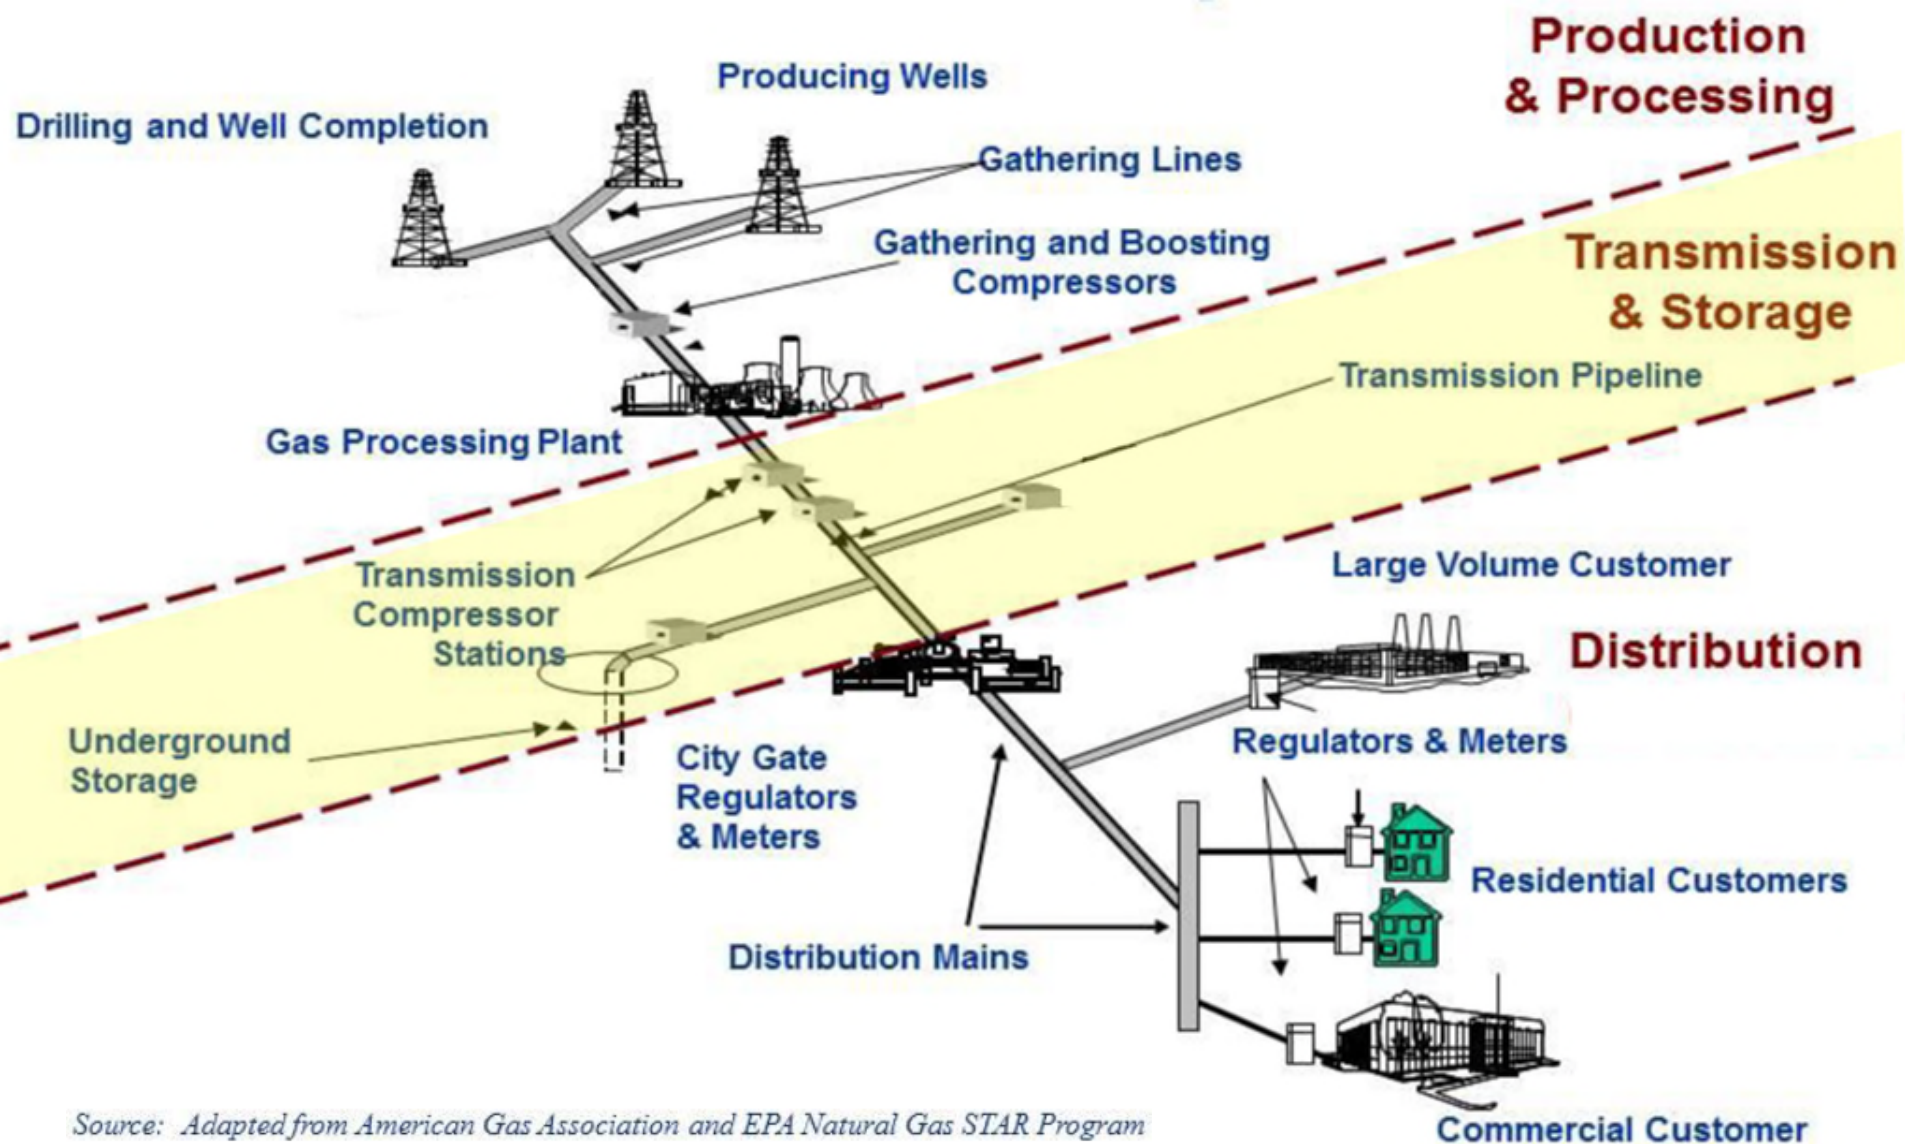 Production
& Processing
Producing Wells
Drilling and Well Completion
Gathering Lines
Gathering and Boosting
Compressors
Transmission
& Storage
Transmission Pipeline
Gas Processing Plant
Transmission
Compressor
Stations
Large Volume Customer
Distribution
Underground
Storage
City Gate
Regulators
& Meters
Regulators & Meters
Residential Customers
Distribution Mains
Commercial Customer
Source: Adapted from American Gas Association and EPA Natural Gas STAR Program